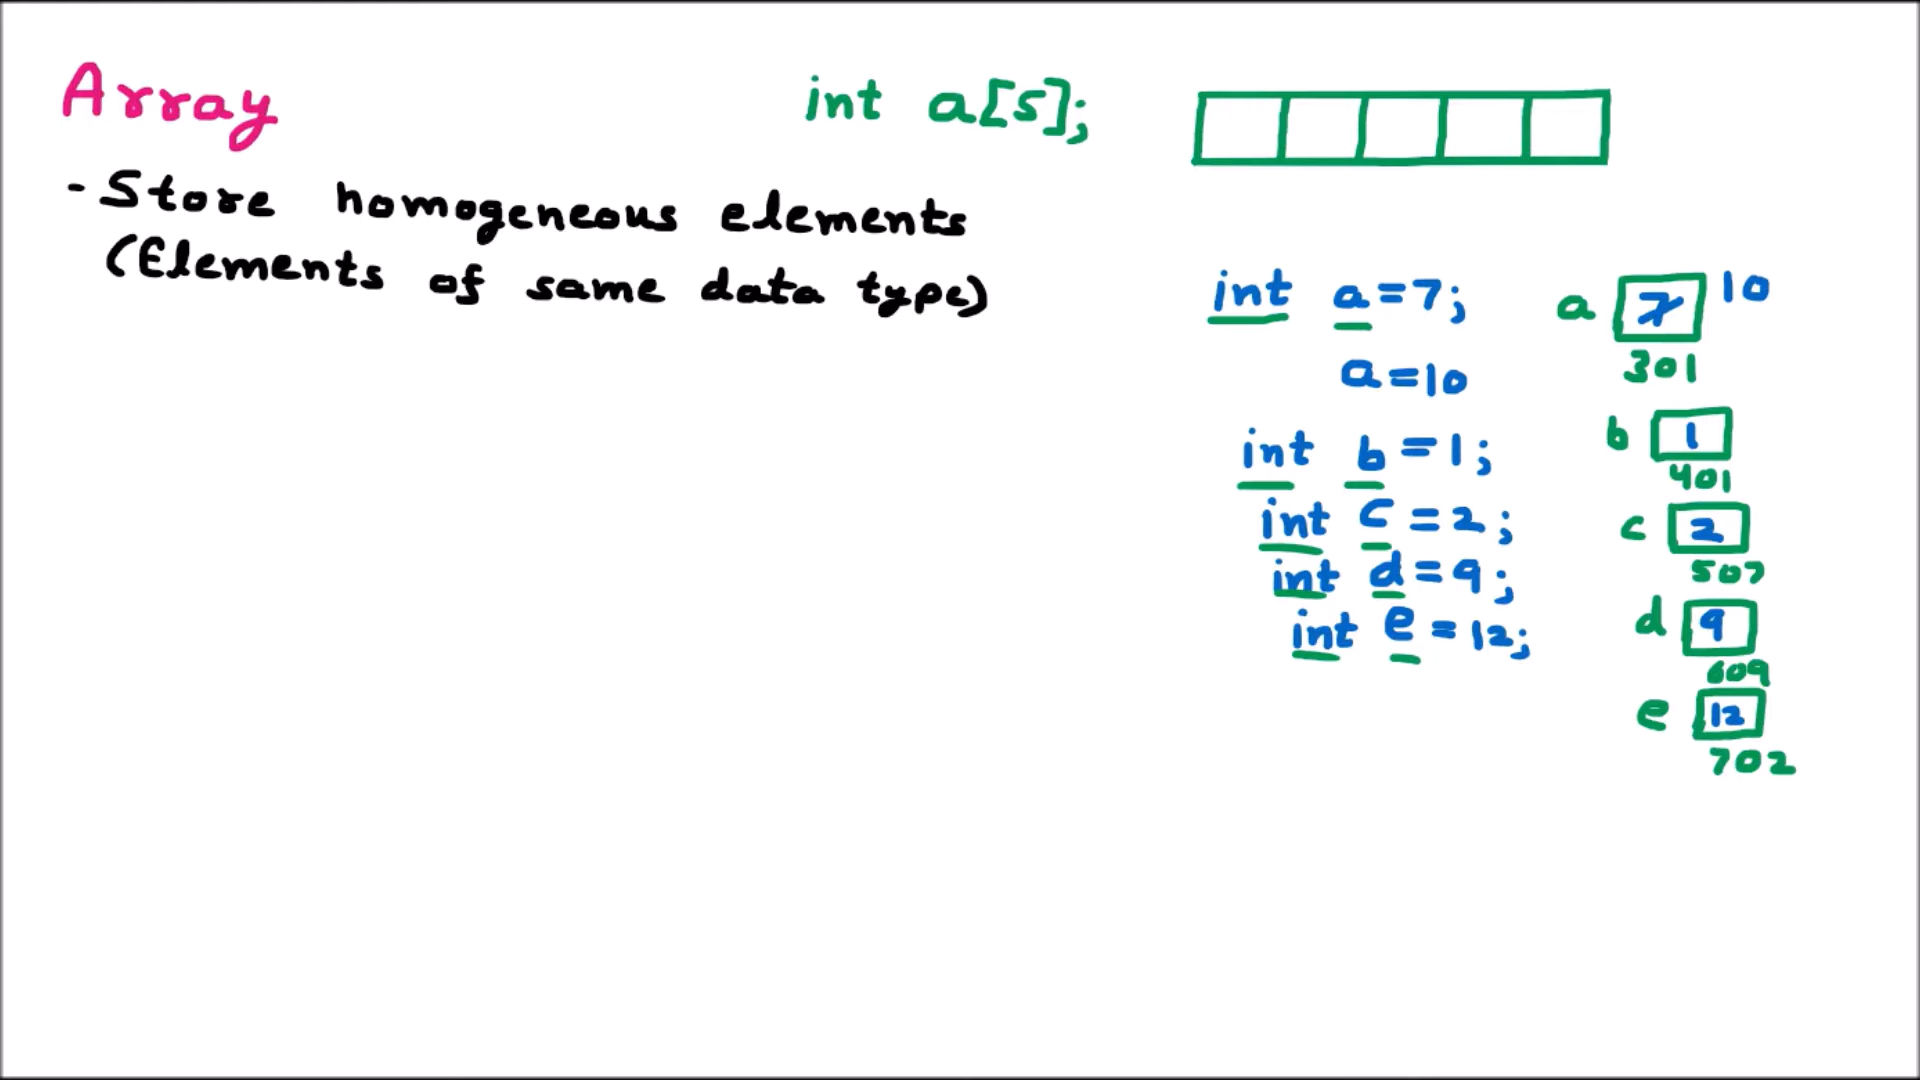 Array
int a[5];
- Store homogeneous elements
(Elements of same data type)
int a=7;
a=10
int b=1;
int c=2;
int d=9;
int e=12;
a 7 10
301
b 1
401
c 2
507
d 9
609
e 12
702